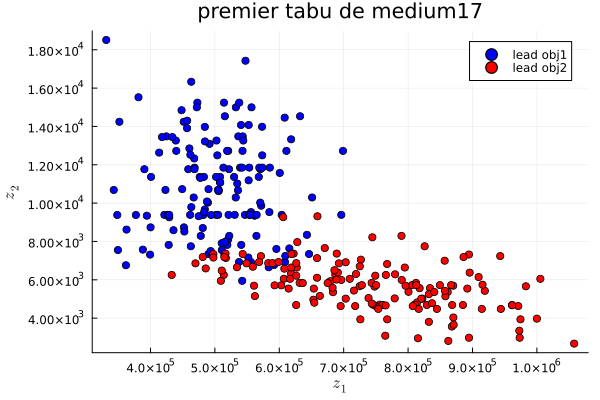 premier tabu de medium17
lead obj1
lead obj2
1.80×10⁴
1.60×10⁴
1.40×10⁴
1.20×10⁴
1.00×10⁴
8.00×10³
6.00×10³
4.00×10³
z₂
4.0×10⁵ 5.0×10⁵ 6.0×10⁵ 7.0×10⁵ 8.0×10⁵ 9.0×10⁵ 1.0×10⁶
z₁